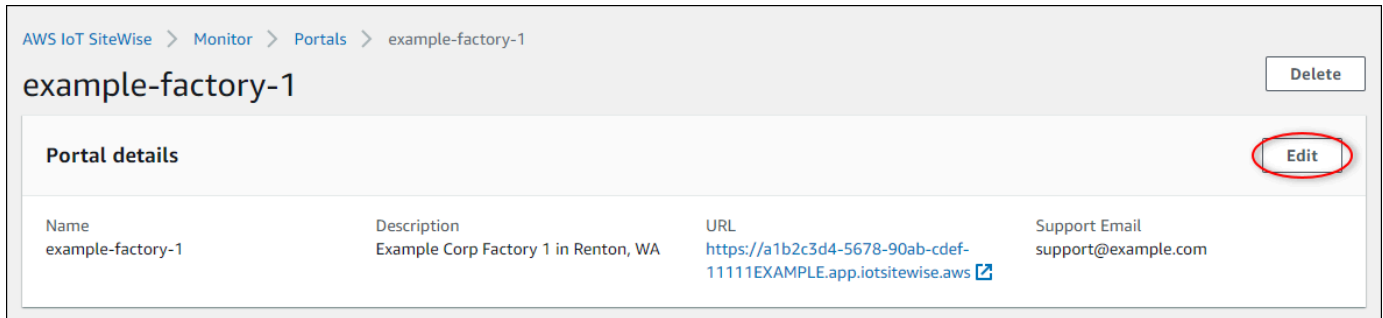 AWS IoT SiteWise > Monitor > Portals > example-factory-1
example-factory-1
Delete
Portal details
Edit
Name
example-factory-1
Description
Example Corp Factory 1 in Renton, WA
URL
https://a1b2c3d4-5678-90ab-cdef-
11111EXAMPLE.app.iotsitewise.aws
Support Email
support@example.com